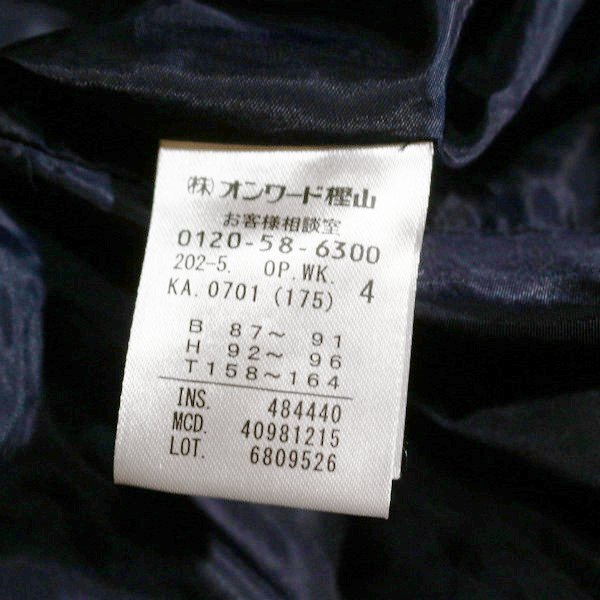 ㈱オンワード樫山
お客様相談室
0120-58-6300
202-5. OP.WK. 4
KA.0701 (175)
B 87～ 91
H 92～ 96
T158～164
INS. 484440
MCD. 40981215
LOT. 6809526